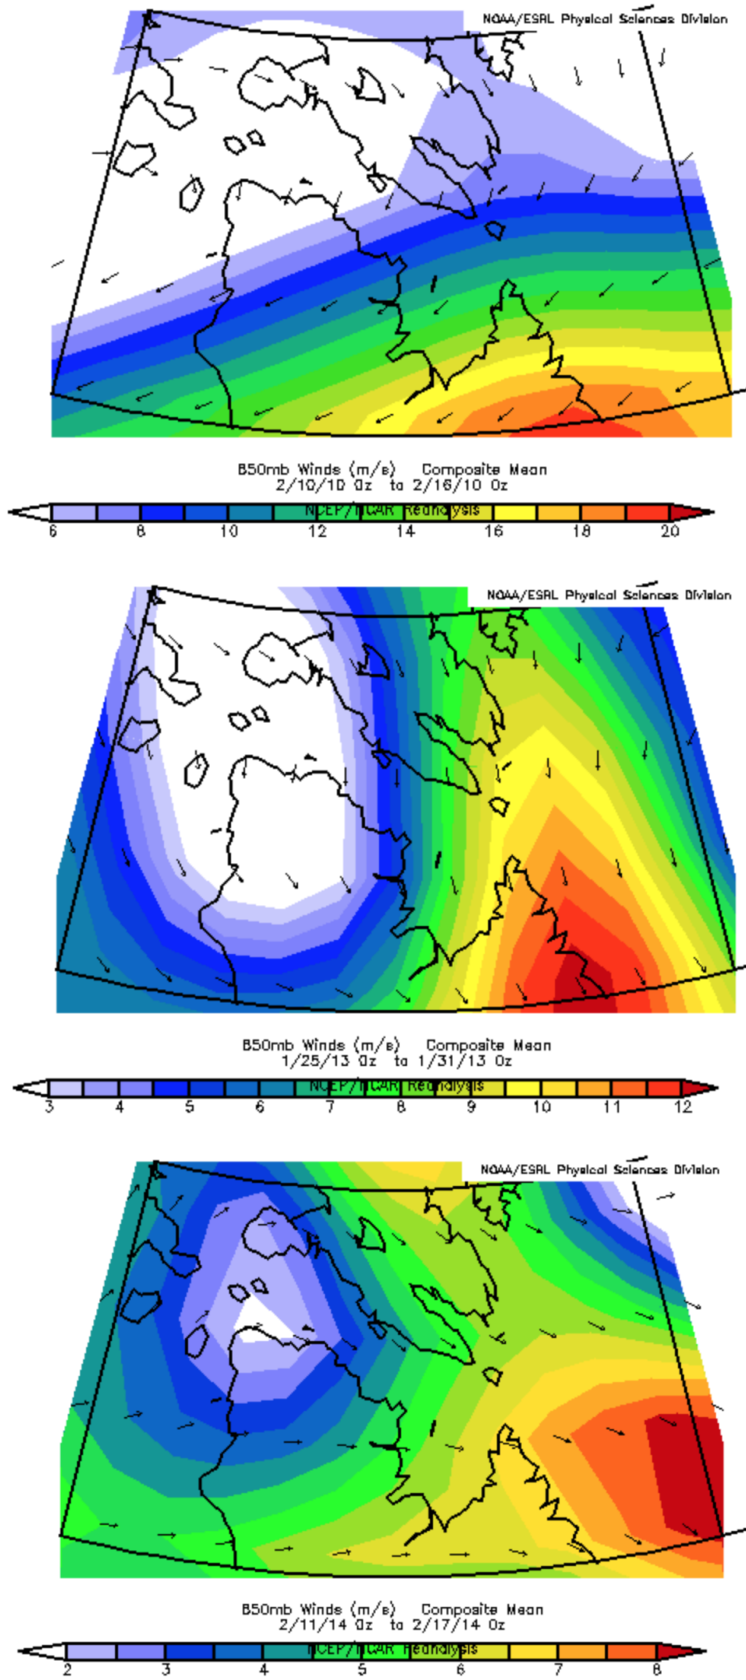 NOAA/ESRL Physical Sciences Division
850mb Winds (m/s) Composite Mean
2/10/10 0z to 2/16/10 0z
NCEP/NCAR Reanalysis
6 8 10 12 14 16 18 20
NOAA/ESRL Physical Sciences Division
850mb Winds (m/s) Composite Mean
1/25/13 0z to 1/31/13 0z
NCEP/NCAR Reanalysis
3 4 5 6 7 8 9 10 11 12
NOAA/ESRL Physical Sciences Division
850mb Winds (m/s) Composite Mean
2/11/14 0z to 2/17/14 0z
NCEP/NCAR Reanalysis
2 3 4 5 6 7 8